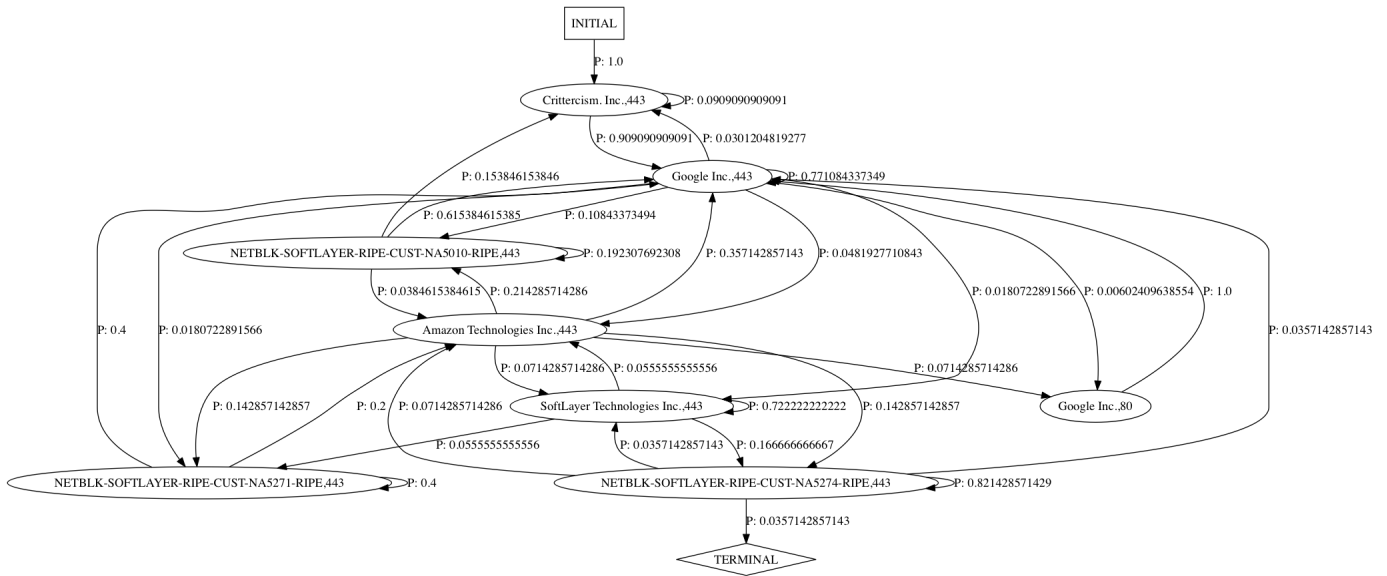 INITIAL
P: 1.0
Crittercism. Inc.,443
P: 0.0909090909091
P: 0.909090909091
P: 0.0301204819277
P: 0.153846153846
Google Inc.,443
P: 0.771084337349
P: 0.615384615385
P: 0.10843373494
NETBLK-SOFTLAYER-RIPE-CUST-NA5010-RIPE,443
P: 0.192307692308
P: 0.357142857143
P: 0.0481927710843
P: 0.0384615384615
P: 0.214285714286
P: 0.0180722891566
P: 0.00602409638554
P: 1.0
P: 0.4
P: 0.0180722891566
Amazon Technologies Inc.,443
P: 0.0357142857143
P: 0.0714285714286
P: 0.0555555555556
P: 0.0714285714286
P: 0.142857142857
P: 0.2
P: 0.0714285714286
SoftLayer Technologies Inc.,443
P: 0.722222222222
P: 0.142857142857
Google Inc.,80
P: 0.0555555555556
P: 0.0357142857143
P: 0.166666666667
NETBLK-SOFTLAYER-RIPE-CUST-NA5271-RIPE,443
P: 0.4
NETBLK-SOFTLAYER-RIPE-CUST-NA5274-RIPE,443
P: 0.821428571429
P: 0.0357142857143
TERMINAL